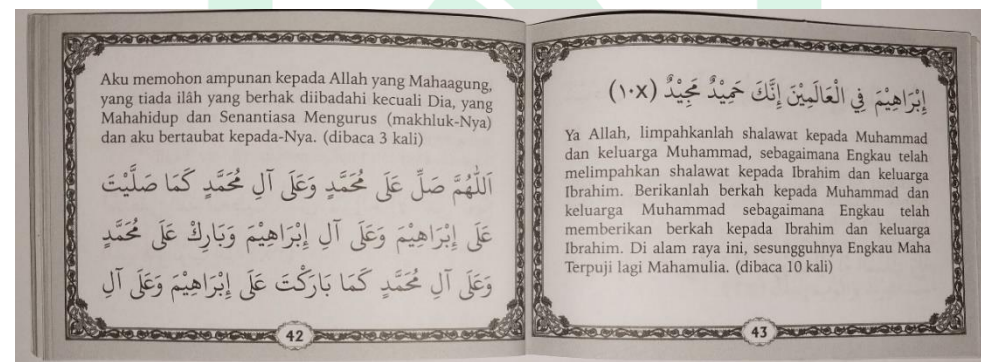 Aku memohon ampunan kepada Allah yang Mahaagung,
yang tiada ilâh yang berhak diibadahi kecuali Dia, yang
Mahahidup dan Senantiasa Mengurus (makhluk-Nya)
dan aku bertaubat kepada-Nya. (dibaca 3 kali)
اَللّٰهُمَّ صَلِّ عَلَى مُحَمَّدٍ وَعَلَى آلِ مُحَمَّدٍ كَمَا صَلَّيْتَ
عَلَى إِبْرَاهِيْمَ وَعَلَى آلِ إِبْرَاهِيْمَ وَبَارِكْ عَلَى مُحَمَّدٍ
وَعَلَى آلِ مُحَمَّدٍ كَمَا بَارَكْتَ عَلَى إِبْرَاهِيْمَ وَعَلَى آلِ
42
إِبْرَاهِيْمَ فِي الْعَالَمِيْنَ إِنَّكَ حَمِيْدٌ مَجِيْدٌ (١٠X)
Ya Allah, limpahkanlah shalawat kepada Muhammad
dan keluarga Muhammad, sebagaimana Engkau telah
melimpahkan shalawat kepada Ibrahim dan keluarga
Ibrahim. Berikanlah berkah kepada Muhammad dan
keluarga Muhammad sebagaimana Engkau telah
memberikan berkah kepada Ibrahim dan keluarga
Ibrahim. Di alam raya ini, sesungguhnya Engkau Maha
Terpuji lagi Mahamulia. (dibaca 10 kali)
43